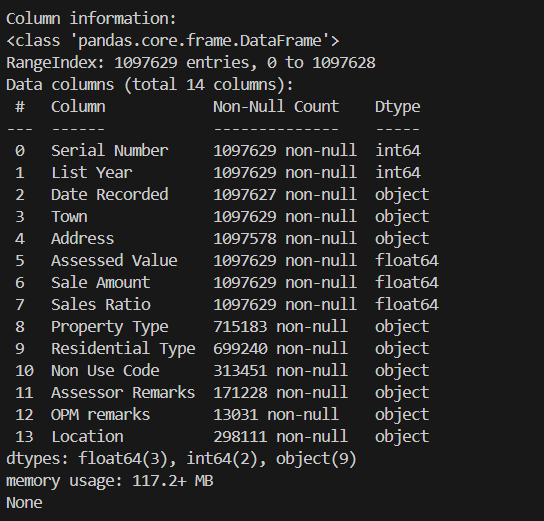 Column information:
<class 'pandas.core.frame.DataFrame'>
RangeIndex: 1097629 entries, 0 to 1097628
Data columns (total 14 columns):
 #   Column            Non-Null Count    Dtype
---  ------            --------------    -----
 0   Serial Number     1097629 non-null  int64
 1   List Year         1097629 non-null  int64
 2   Date Recorded     1097627 non-null  object
 3   Town              1097629 non-null  object
 4   Address           1097578 non-null  object
 5   Assessed Value    1097629 non-null  float64
 6   Sale Amount       1097629 non-null  float64
 7   Sales Ratio       1097629 non-null  float64
 8   Property Type     715183 non-null   object
 9   Residential Type  699240 non-null   object
 10  Non Use Code      313451 non-null   object
 11  Assessor Remarks  171228 non-null   object
 12  OPM remarks       13031 non-null    object
 13  Location          298111 non-null   object
dtypes: float64(3), int64(2), object(9)
memory usage: 117.2+ MB
None